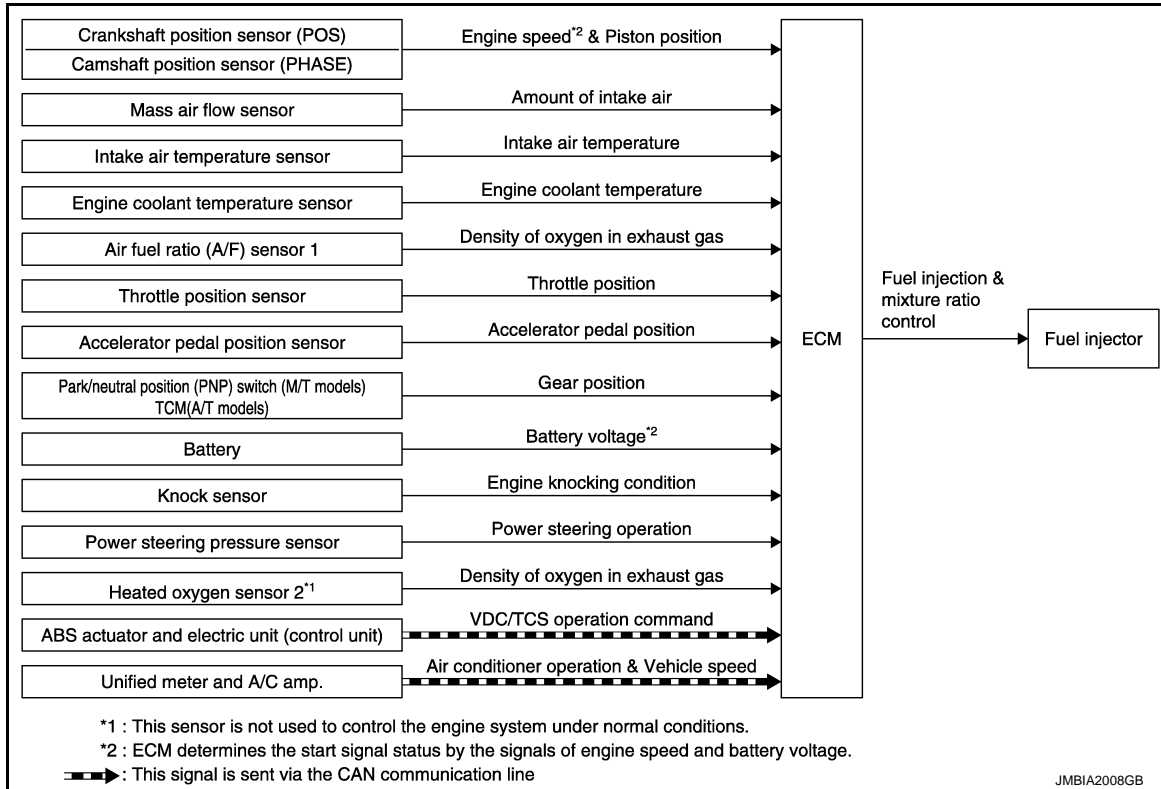 Crankshaft position sensor (POS)
Camshaft position sensor (PHASE)
Engine speed*2 & Piston position
Mass air flow sensor
Amount of intake air
Intake air temperature sensor
Intake air temperature
Engine coolant temperature sensor
Engine coolant temperature
Air fuel ratio (A/F) sensor 1
Density of oxygen in exhaust gas
Throttle position sensor
Throttle position
Accelerator pedal position sensor
Accelerator pedal position
Park/neutral position (PNP) switch (M/T models)
TCM(A/T models)
Gear position
Battery
Battery voltage*2
Knock sensor
Engine knocking condition
Power steering pressure sensor
Power steering operation
Heated oxygen sensor 2*1
Density of oxygen in exhaust gas
ABS actuator and electric unit (control unit)
VDC/TCS operation command
Unified meter and A/C amp.
Air conditioner operation & Vehicle speed
ECM
Fuel injection &
mixture ratio
control
Fuel injector
*1 : This sensor is not used to control the engine system under normal conditions.
*2 : ECM determines the start signal status by the signals of engine speed and battery voltage.
: This signal is sent via the CAN communication line
JMBIA2008GB